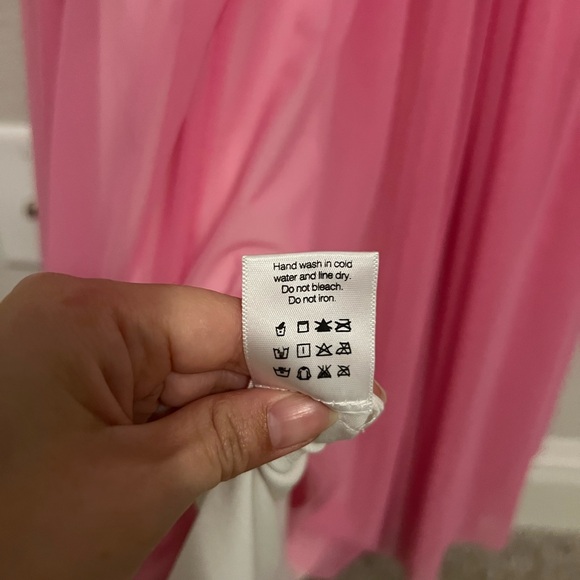 Hand wash in cold
water and line dry.
Do not bleach.
Do not iron.